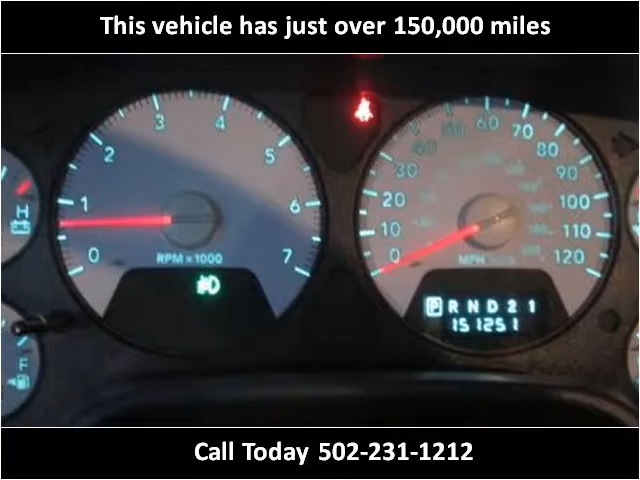 This vehicle has just over 150,000 miles
0 1 2 3 4 5 6 7
RPM x 1000
H
F
0 10 20 30 40 50 60 70 80 90 100 110 120
MPH
P R N D 2 1
151251
Call Today 502-231-1212